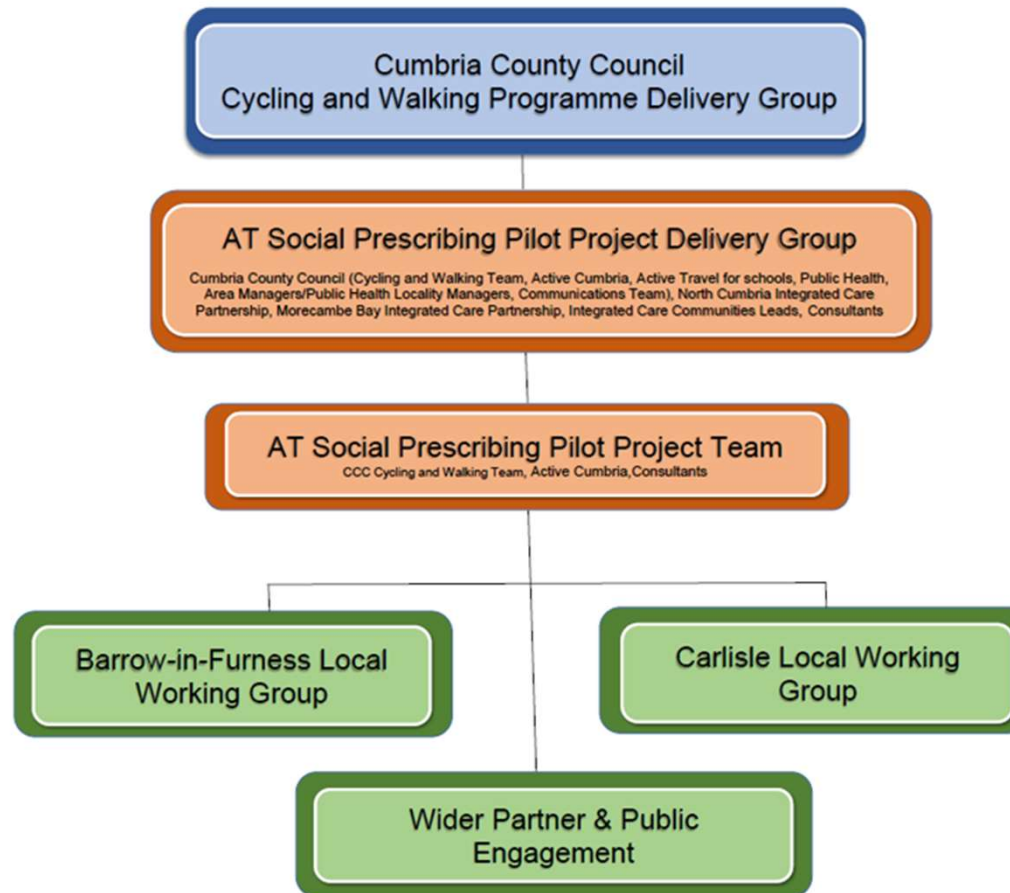 Cumbria County Council
Cycling and Walking Programme Delivery Group
AT Social Prescribing Pilot Project Delivery Group
Cumbria County Council (Cycling and Walking Team, Active Cumbria, Active Travel for schools, Public Health,
Area Managers/Public Health Locality Managers, Communications Team), North Cumbria Integrated Care
Partnership, Morecambe Bay Integrated Care Partnership, Integrated Care Communities Leads, Consultants
AT Social Prescribing Pilot Project Team
CCC Cycling and Walking Team, Active Cumbria,Consultants
Barrow-in-Furness Local
Working Group
Carlisle Local Working
Group
Wider Partner & Public
Engagement